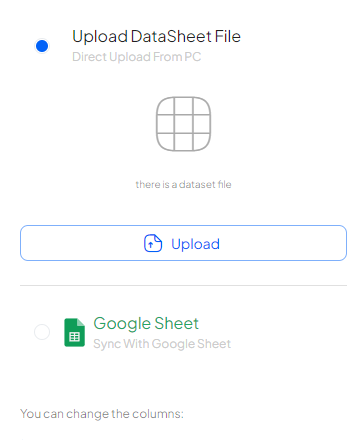 Upload DataSheet File
Direct Upload From PC
there is a dataset file
Upload
Google Sheet
Sync With Google Sheet
You can change the columns: